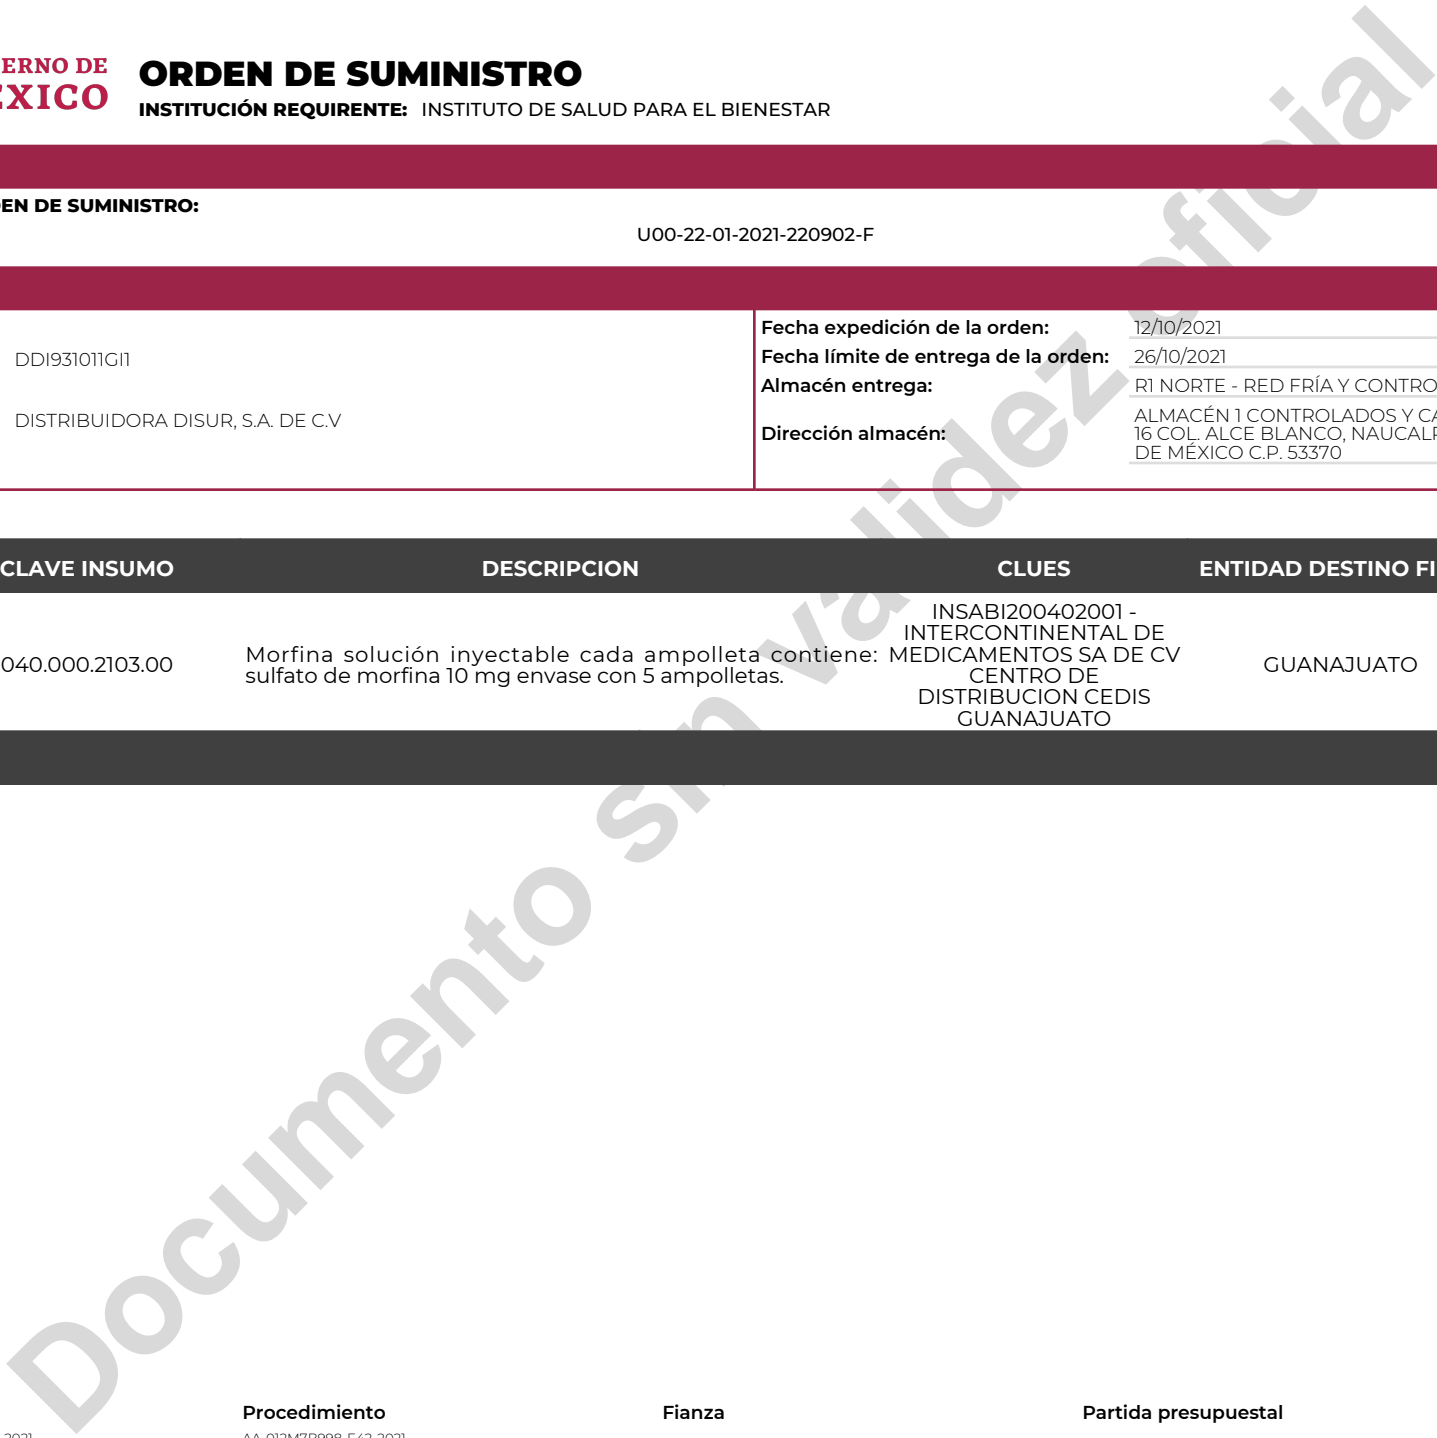 ERNO DE
ÉXICO
ORDEN DE SUMINISTRO
INSTITUCIÓN REQUIRENTE: INSTITUTO DE SALUD PARA EL BIENESTAR
EN DE SUMINISTRO:
U00-22-01-2021-220902-F
DDI931011GI1
DISTRIBUIDORA DISUR, S.A. DE C.V
Fecha expedición de la orden: 12/10/2021
Fecha límite de entrega de la orden: 26/10/2021
Almacén entrega: R1 NORTE - RED FRÍA Y CONTRO
Dirección almacén:
ALMACÉN 1 CONTROLADOS Y CA
16 COL. ALCE BLANCO, NAUCALP
DE MÉXICO C.P. 53370
CLAVE INSUMO DESCRIPCION CLUES ENTIDAD DESTINO FI
040.000.2103.00
Morfina solución inyectable cada ampolleta contiene:
sulfato de morfina 10 mg envase con 5 ampolletas.
INSABI200402001 -
INTERCONTINENTAL DE
MEDICAMENTOS SA DE CV
CENTRO DE
DISTRIBUCION CEDIS
GUANAJUATO
GUANAJUATO
Documento sin validez oficial
Procedimiento Fianza Partida presupuestal